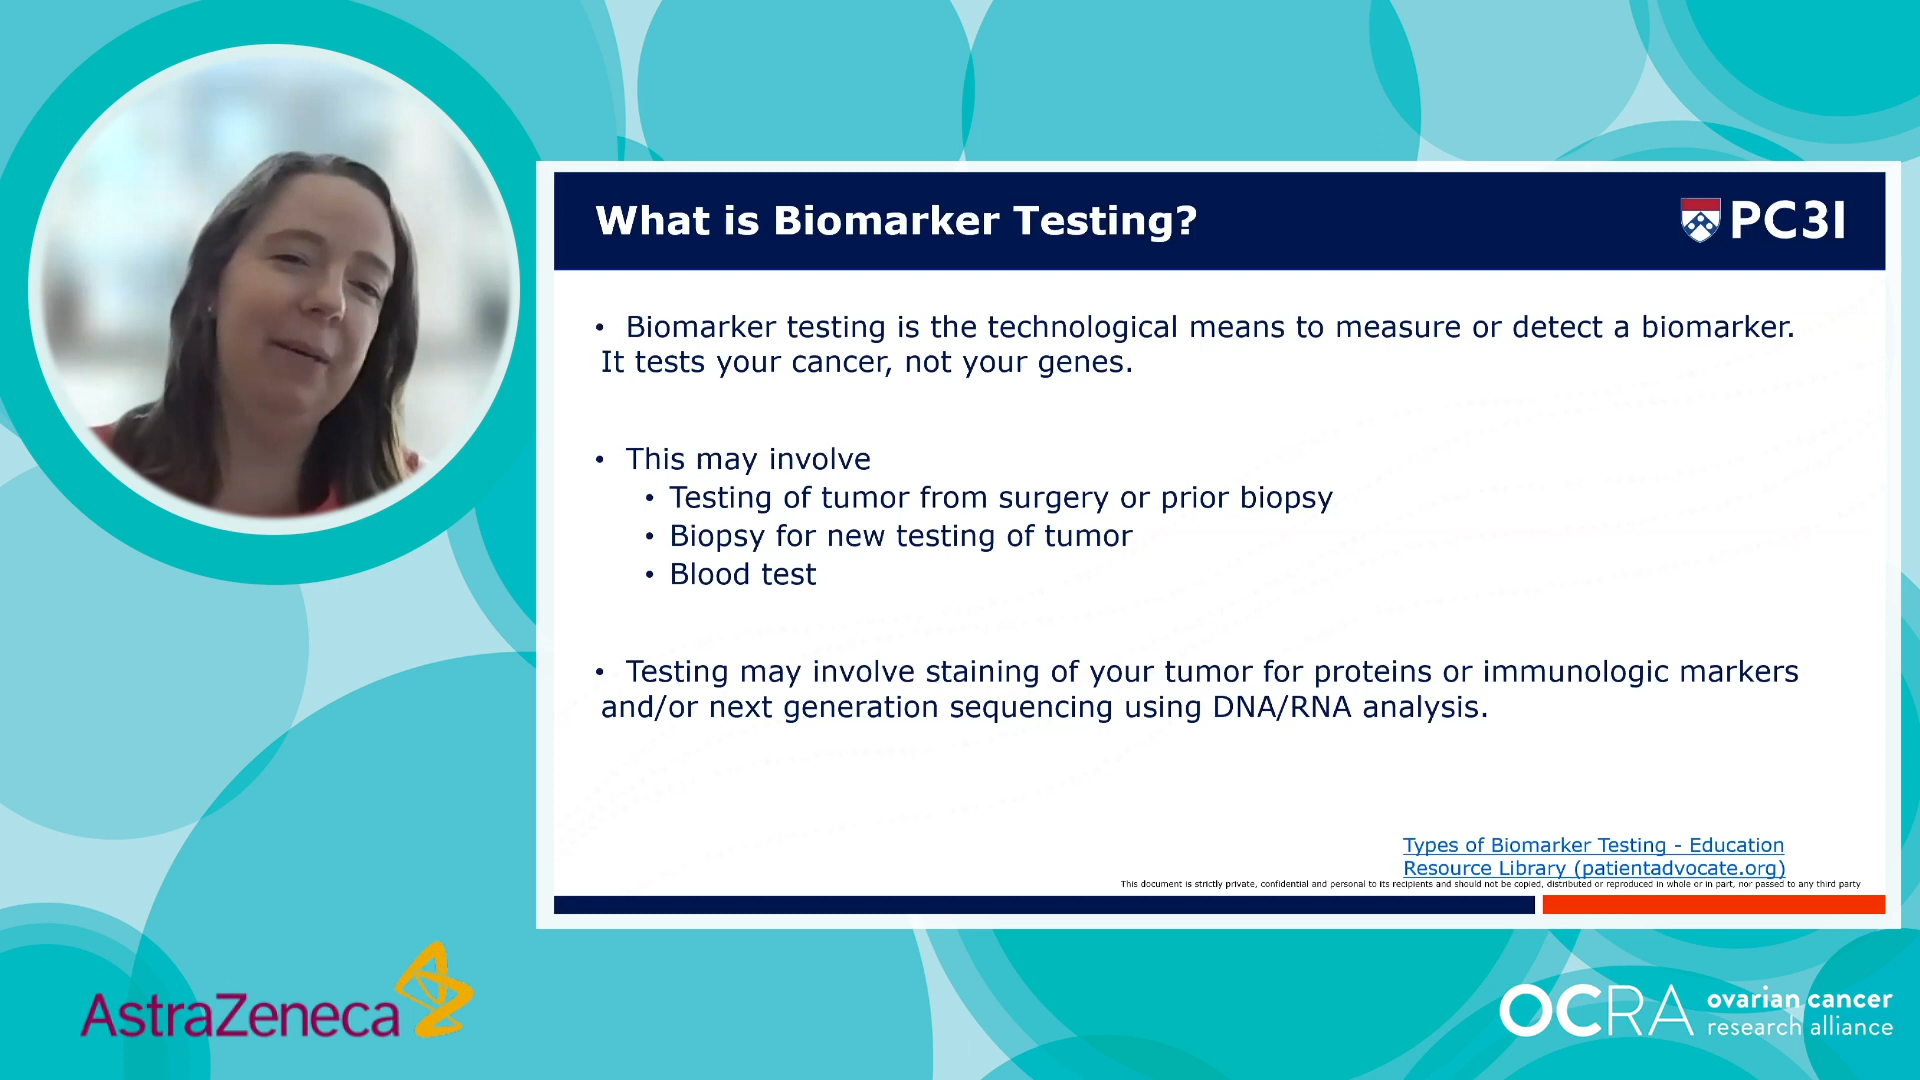 What is Biomarker Testing?
PC3I
• Biomarker testing is the technological means to measure or detect a biomarker.
It tests your cancer, not your genes.
• This may involve
• Testing of tumor from surgery or prior biopsy
• Biopsy for new testing of tumor
• Blood test
• Testing may involve staining of your tumor for proteins or immunologic markers
and/or next generation sequencing using DNA/RNA analysis.
Types of Biomarker Testing - Education
Resource Library (patientadvocate.org)
This document is strictly private, confidential and personal to its recipients and should not be copied, distributed or reproduced in whole or in part, nor passed to any third party
AstraZeneca
OCRA
ovarian cancer
research alliance